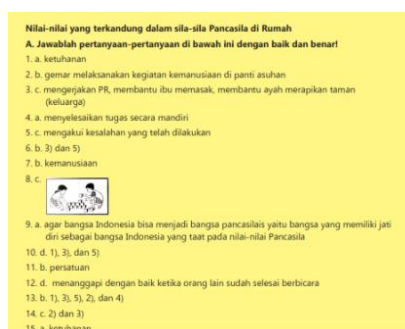 Nilai-nilai yang terkandung dalam sila-sila Pancasila di Rumah
A. Jawablah pertanyaan-pertanyaan di bawah ini dengan baik dan benar!
1. a. ketuhanan
2. b. gemar melaksanakan kegiatan kemanusiaan di panti asuhan
3. c. mengerjakan PR, membantu ibu memasak, membantu ayah merapikan taman
(keluarga)
4. a. menyelesaikan tugas secara mandiri
5. c. mengakui kesalahan yang telah dilakukan
6. b. 3) dan 5)
7. b. kemanusiaan
8. c.
9. a. agar bangsa Indonesia bisa menjadi bangsa pancasilais yaitu bangsa yang memiliki jati
diri sebagai bangsa Indonesia yang taat pada nilai-nilai Pancasila
10. d. 1), 3), dan 5)
11. b. persatuan
12. d. menanggapi dengan baik ketika orang lain sudah selesai berbicara
13. b. 1), 3), 5), 2), dan 4)
14. c. 2) dan 3)
15. a. ketuhanan